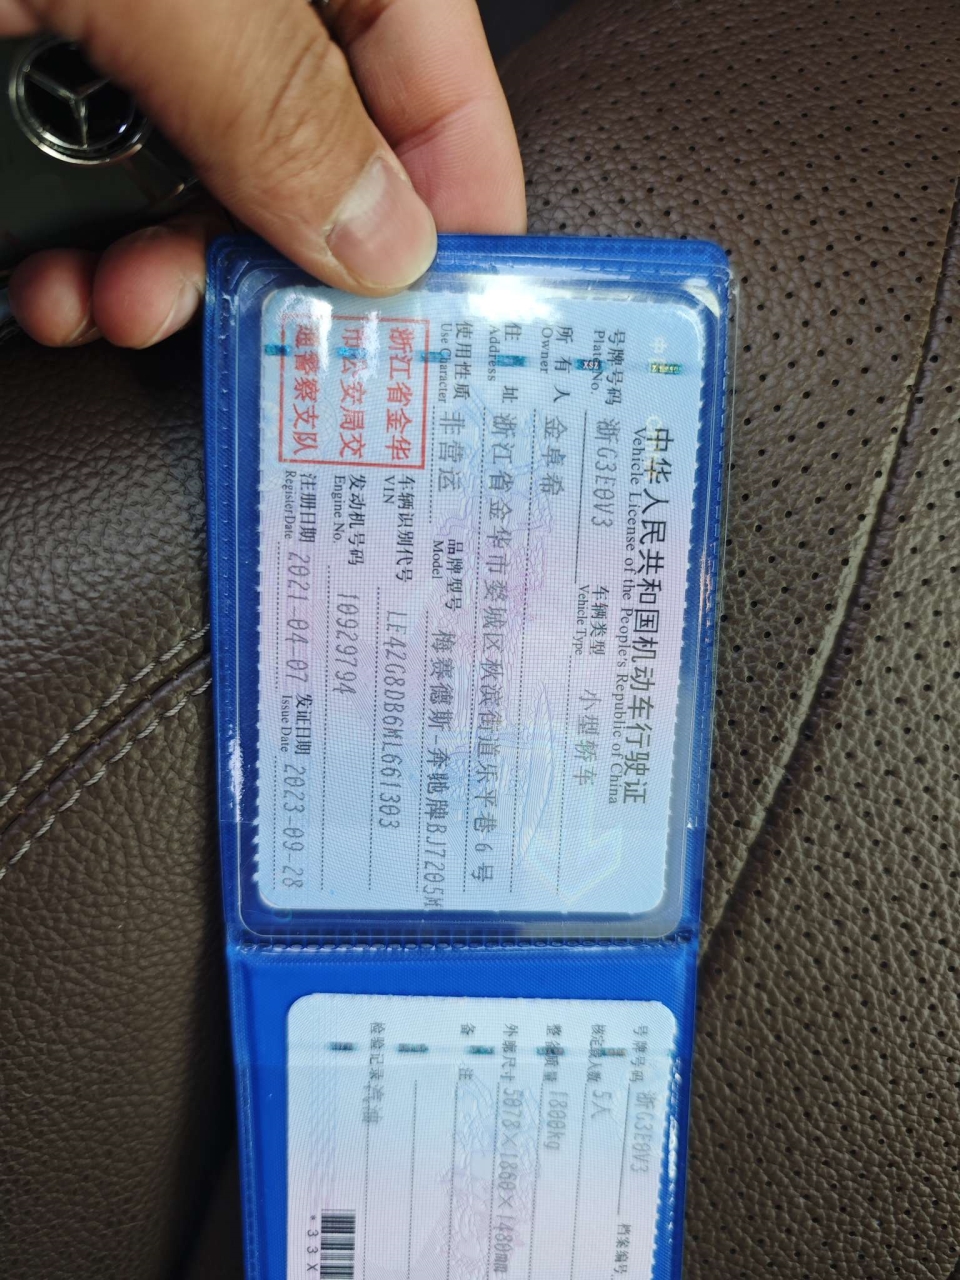 中华人民共和国机动车行驶证
Vehicle License of the People's Republic of China
号牌号码 浙G3E0V3 车辆类型 小型轿车
Plate No. Vehicle Type
所有人 金卓希
Owner
住址 浙江省金华市婺城区秋滨街道乐平巷6号
Address
使用性质 非营运 品牌型号 梅赛德斯-奔驰牌BJ7205
Use Character Model
浙江省金华
市公安局交
通警察支队
车辆识别代号 LE42G8DB6ML661303
VIN
发动机号码 10929794
Engine No.
注册日期 2021-04-07 发证日期 2023-09-28
Register Date Issue Date
号牌号码 浙G3E0V3 档案编号
核定载人数 5人
整备质量 1800kg
外廓尺寸 5078×1860×1480mm
备注
检验记录 汽油
*33X